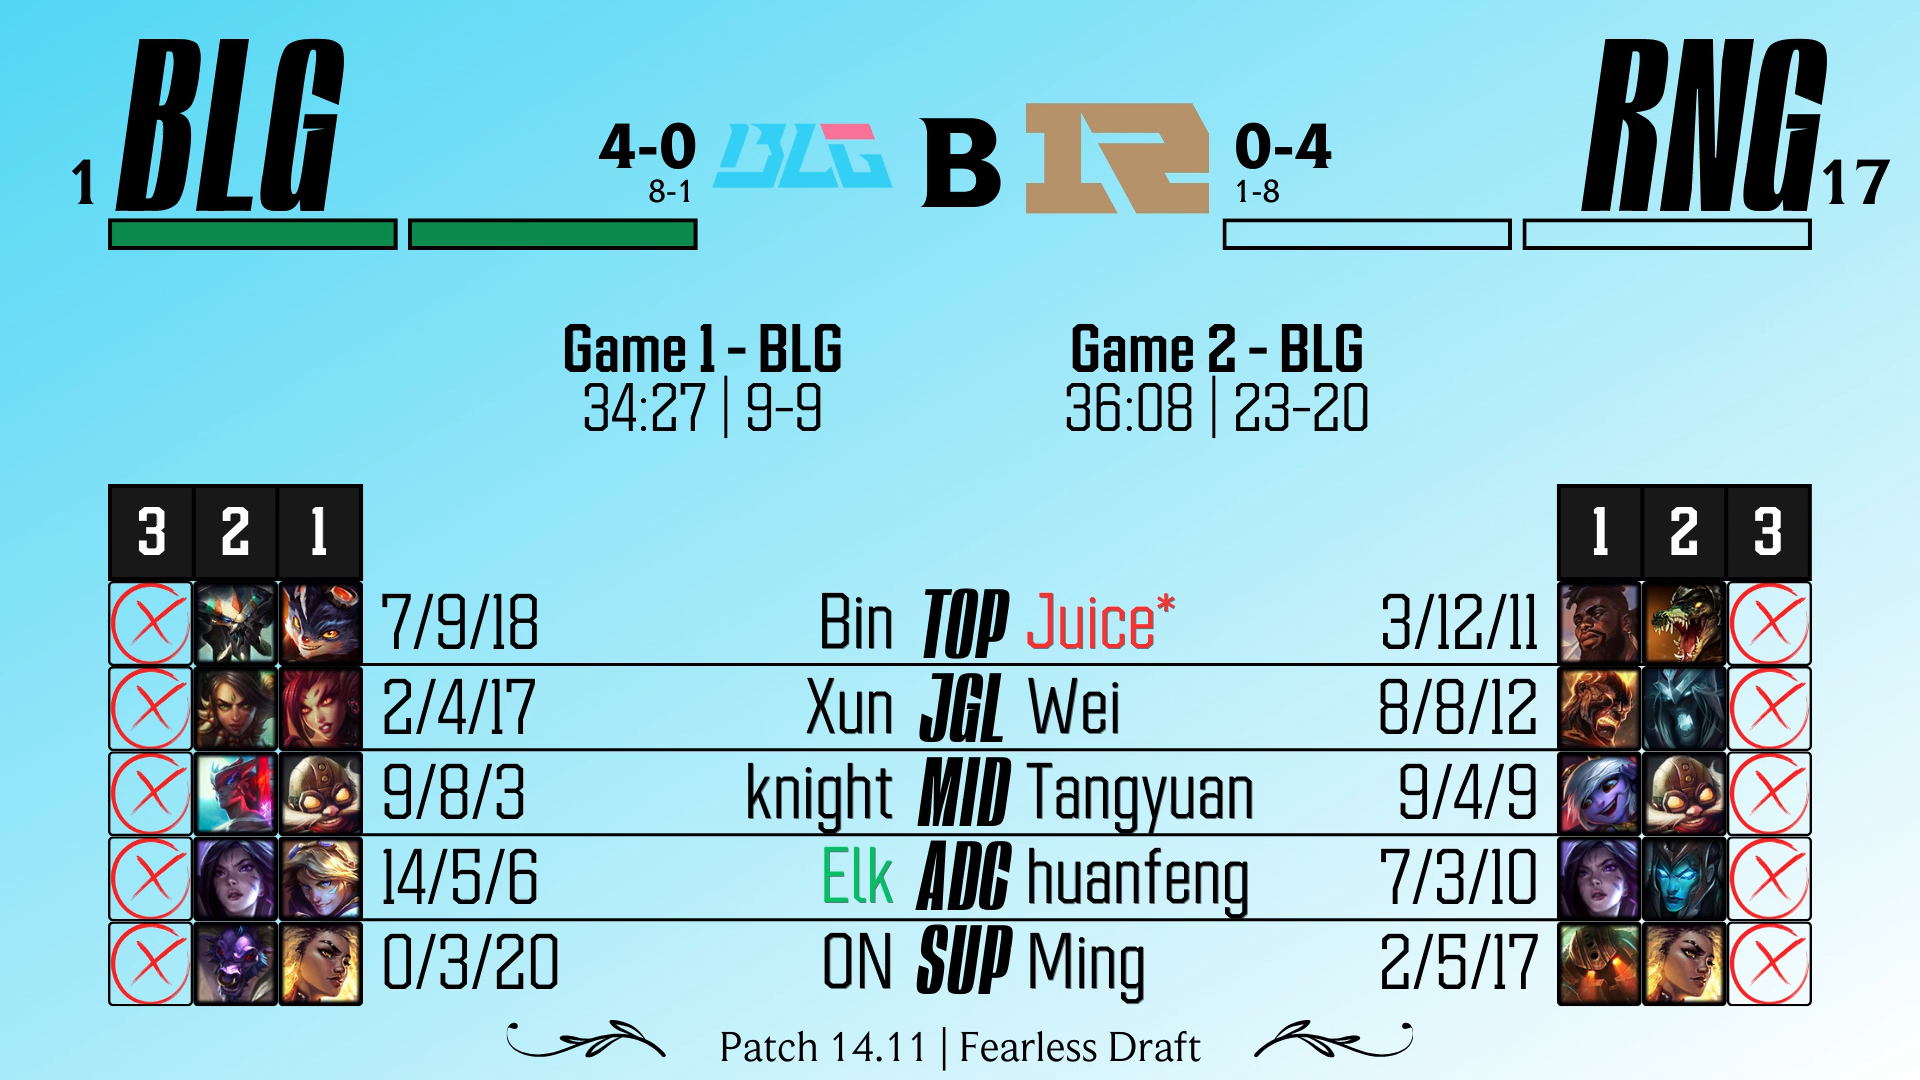 1 BLG 4-0 BLG B 0-4 RNG 17
8-1 1-8
Game 1 - BLG Game 2 - BLG
34:27 | 9-9 36:08 | 23-20
3 2 1 1 2 3
7/9/18 Bin TOP Juice* 3/12/11
2/4/17 Xun JGL Wei 8/8/12
9/8/3 knight MID Tangyuan 9/4/9
14/5/6 Elk ADC huanfeng 7/3/10
0/3/20 ON SUP Ming 2/5/17
Patch 14.11 | Fearless Draft